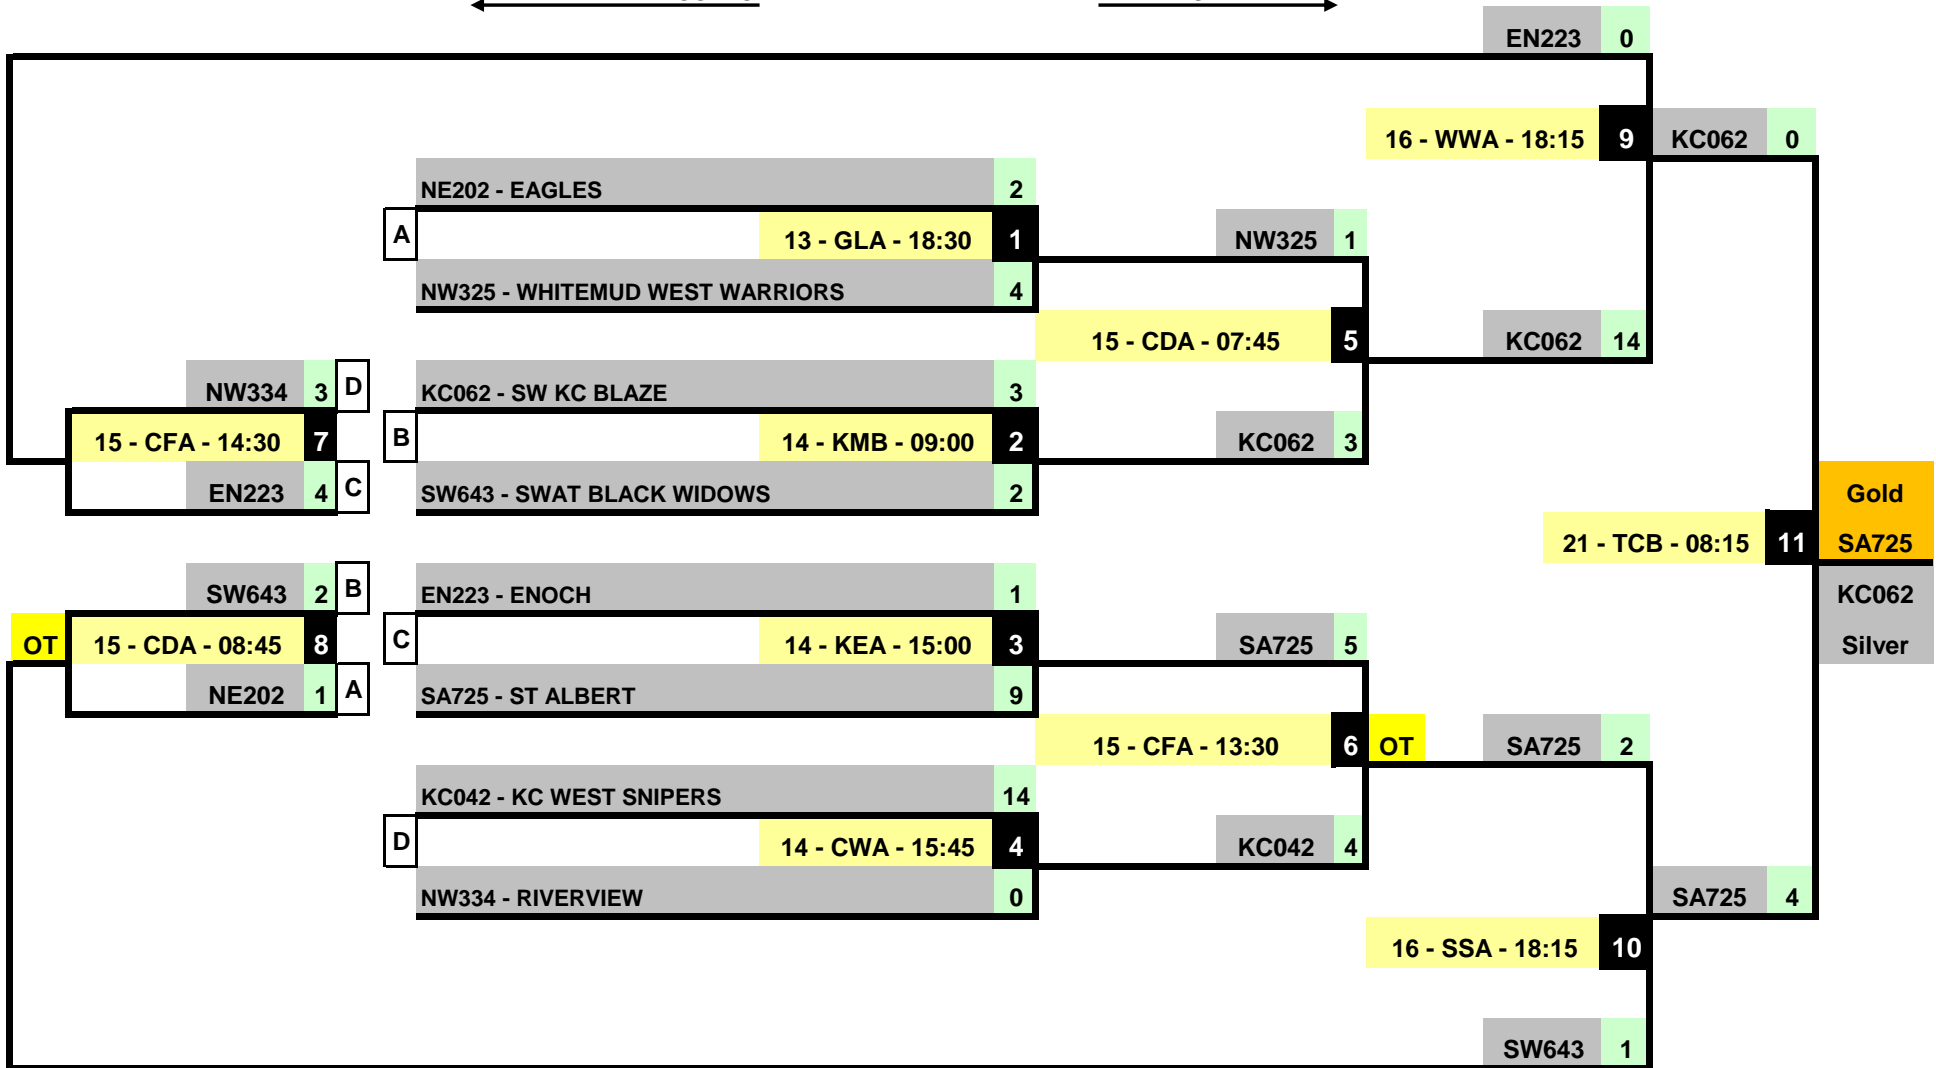 EN223 0
16 - WWA - 18:15 9 KC062 0
NE202 - EAGLES 2
A 13 - GLA - 18:30 1 NW325 1
NW325 - WHITEMUD WEST WARRIORS 4
15 - CDA - 07:45 5 KC062 14
NW334 3 D KC062 - SW KC BLAZE 3
15 - CFA - 14:30 7 B 14 - KMB - 09:00 2 KC062 3
EN223 4 C SW643 - SWAT BLACK WIDOWS 2 Gold
21 - TCB - 08:15 11 SA725
SW643 2 B EN223 - ENOCH 1 KC062
OT 15 - CDA - 08:45 8 C 14 - KEA - 15:00 3 SA725 5 Silver
NE202 1 A SA725 - ST ALBERT 9
15 - CFA - 13:30 6 OT SA725 2
KC042 - KC WEST SNIPERS 14
D 14 - CWA - 15:45 4 KC042 4
NW334 - RIVERVIEW 0 SA725 4
16 - SSA - 18:15 10
SW643 1